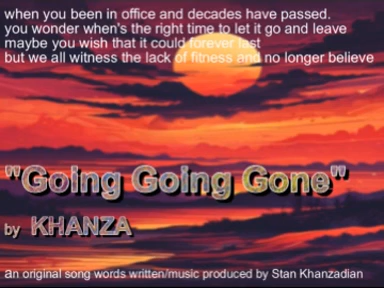 when you been in office and decades have passed.
you wonder when's the right time to let it go and leave
maybe you wish that it could forever last
but we all witness the lack of fitness and no longer believe
"Going Going Gone"
by KHANZA
an original song words written/music produced by Stan Khanzadian